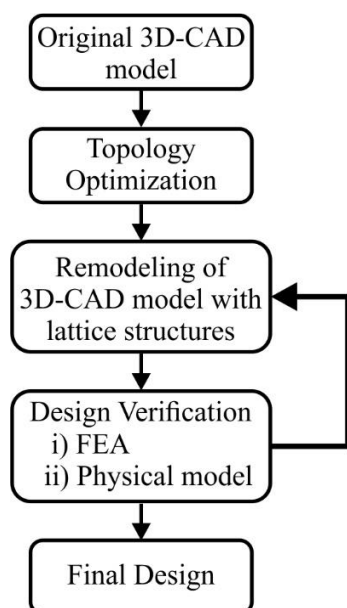 Original 3D-CAD
model
Topology
Optimization
Remodeling of
3D-CAD model with
lattice structures
Design Verification
i) FEA
ii) Physical model
Final Design